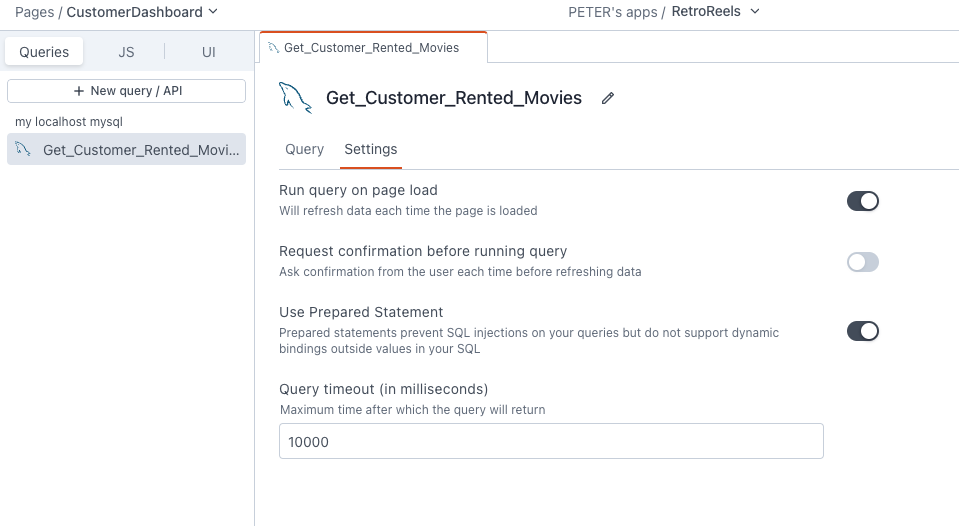 Pages / CustomerDashboard
PETER's apps / RetroReels
Queries JS UI
Get_Customer_Rented_Movies
+ New query / API
my localhost mysql
Get_Customer_Rented_Movi...
Get_Customer_Rented_Movies
Query Settings
Run query on page load
Will refresh data each time the page is loaded
Request confirmation before running query
Ask confirmation from the user each time before refreshing data
Use Prepared Statement
Prepared statements prevent SQL injections on your queries but do not support dynamic
bindings outside values in your SQL
Query timeout (in milliseconds)
Maximum time after which the query will return
10000